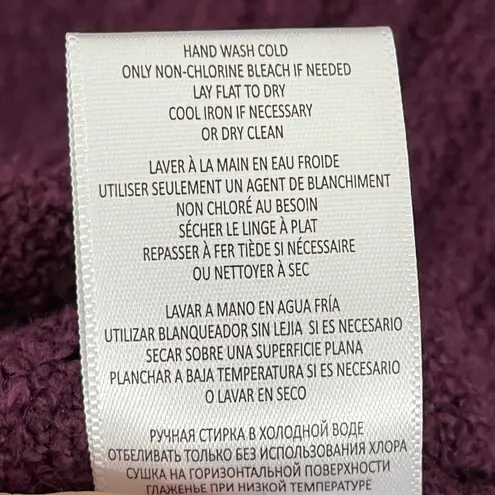 HAND WASH COLD
ONLY NON-CHLORINE BLEACH IF NEEDED
LAY FLAT TO DRY
COOL IRON IF NECESSARY
OR DRY CLEAN
LAVER À LA MAIN EN EAU FROIDE
UTILISER SEULEMENT UN AGENT DE BLANCHIMENT
NON CHLORÉ AU BESOIN
SÉCHER LE LINGE À PLAT
REPASSER À FER TIÈDE SI NÉCESSAIRE
OU NETTOYER À SEC
LAVAR A MANO EN AGUA FRÍA
UTILIZAR BLANQUEADOR SIN LEJIA SI ES NECESARIO
SECAR SOBRE UNA SUPERFICIE PLANA
PLANCHAR A BAJA TEMPERATURA SI ES NECESARIO
O LAVAR EN SECO
РУЧНАЯ СТИРКА В ХОЛОДНОЙ ВОДЕ
ОТБЕЛИВАТЬ ТОЛЬКО БЕЗ ИСПОЛЬЗОВАНИЯ ХЛОРА
СУШКА НА ГОРИЗОНТАЛЬНОЙ ПОВЕРХНОСТИ
ГЛАЖЕНЬЕ ПРИ НИЗКОЙ ТЕМПЕРАТУРЕ